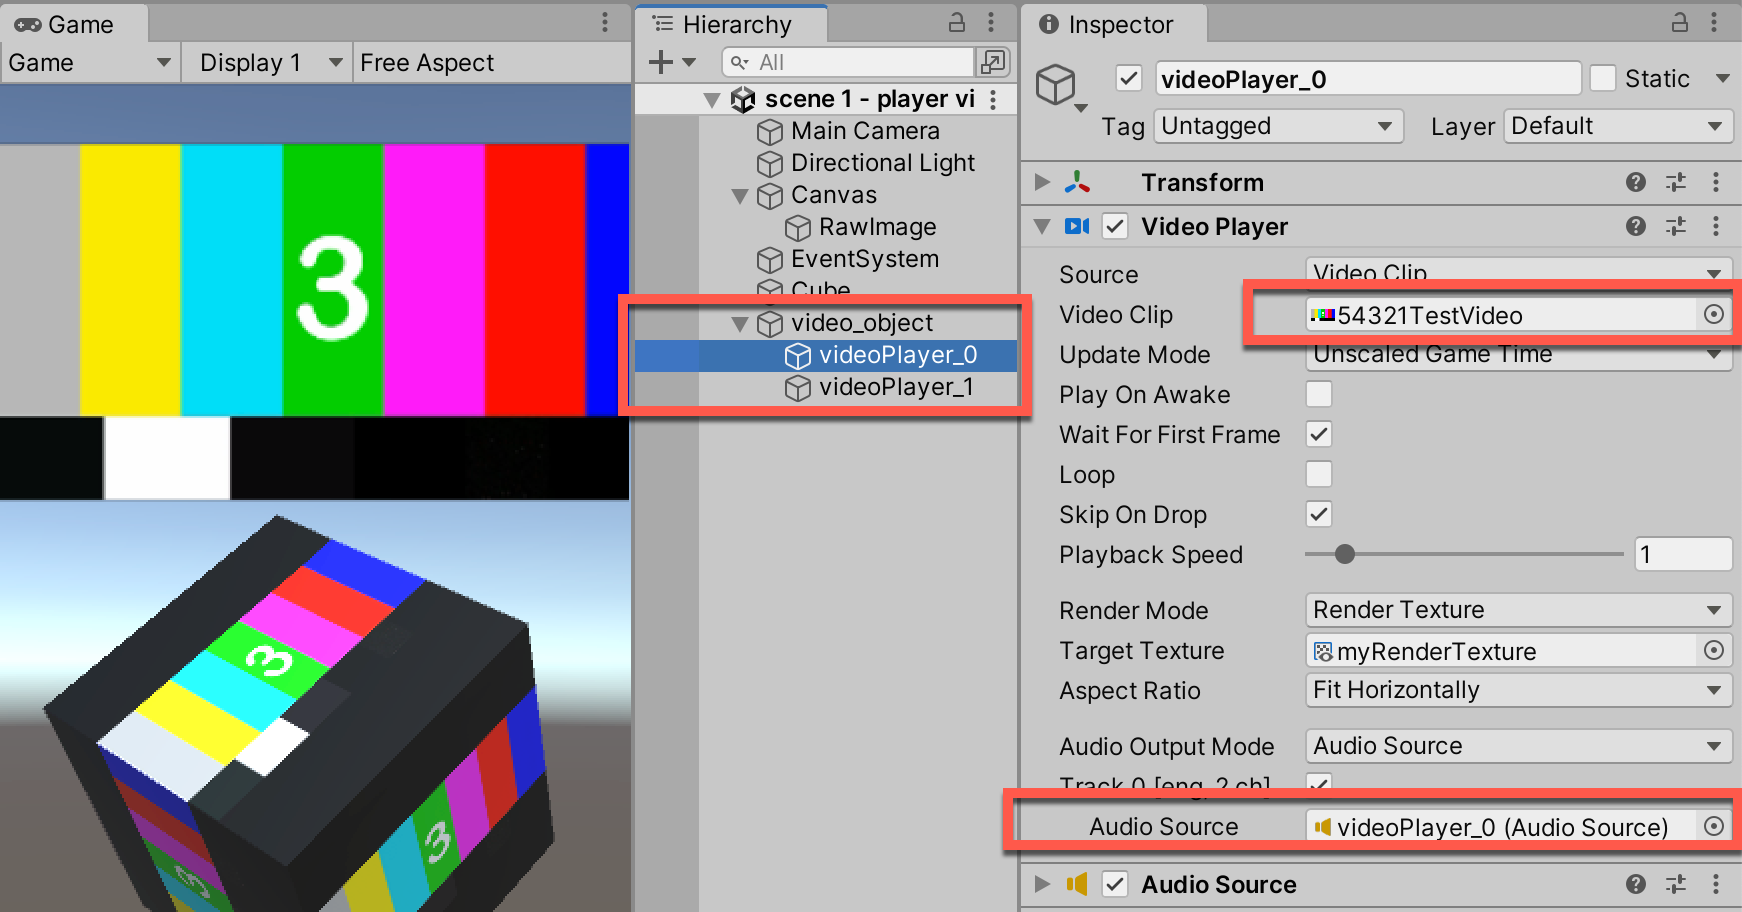 Game
Game
Display 1
Free Aspect
3
3
3
3
Hierarchy
All
scene 1 - player vi
Main Camera
Directional Light
Canvas
RawImage
EventSystem
Cube
video_object
videoPlayer_0
videoPlayer_1
Inspector
videoPlayer_0
Static
Tag Untagged
Layer Default
Transform
Video Player
Source Video Clip
Video Clip 54321TestVideo
Update Mode Unscaled Game Time
Play On Awake
Wait For First Frame
Loop
Skip On Drop
Playback Speed 1
Render Mode Render Texture
Target Texture myRenderTexture
Aspect Ratio Fit Horizontally
Audio Output Mode Audio Source
Track 0 [eng, 2 ch]
Audio Source videoPlayer_0 (Audio Source)
Audio Source